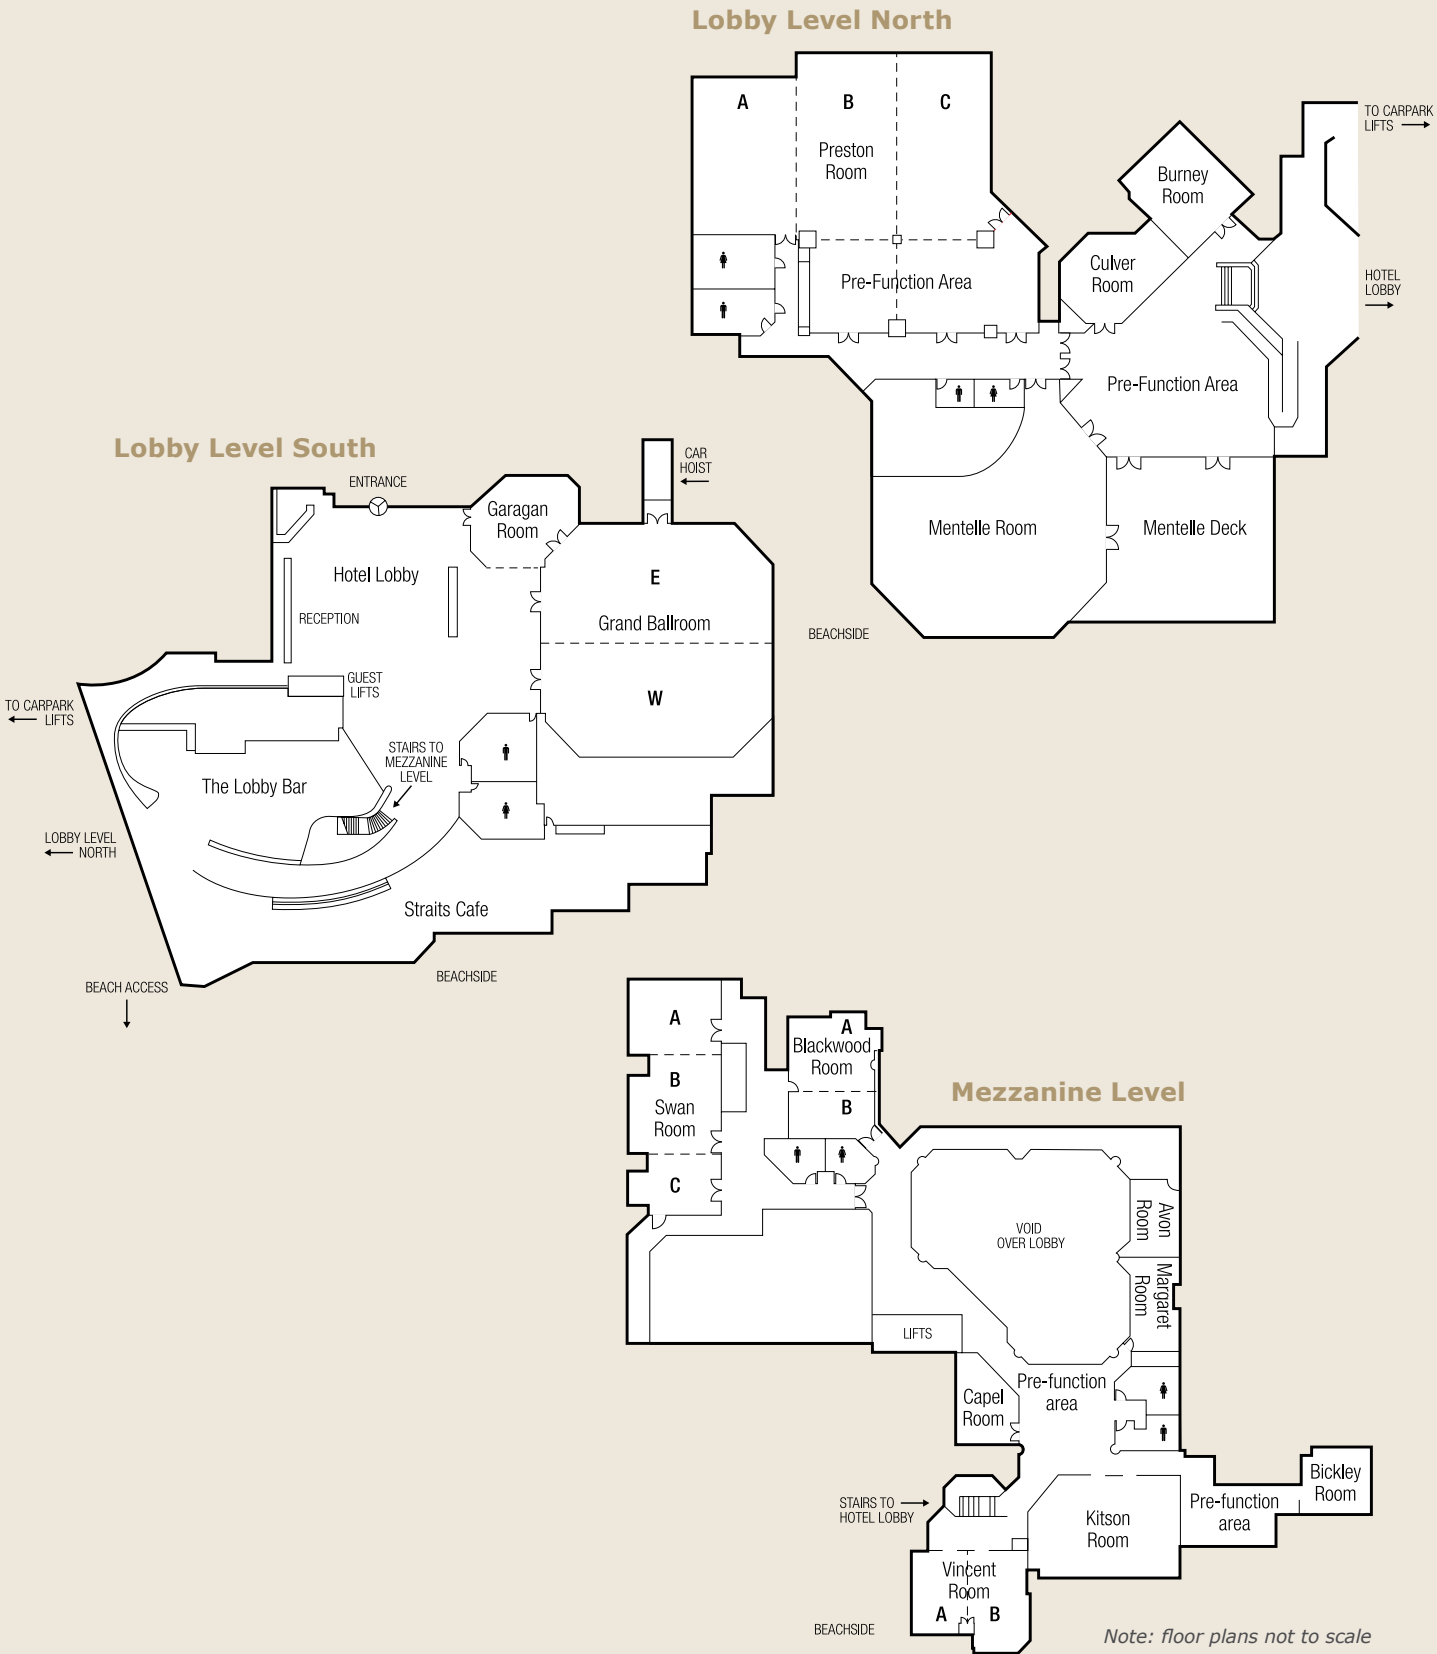 Lobby Level North
A
B
C
Preston
Room
Pre-Function Area
Burney
Room
Culver
Room
TO CARPARK
LIFTS
HOTEL
LOBBY
Pre-Function Area
Mentelle Room
Mentelle Deck
BEACHSIDE
Lobby Level South
ENTRANCE
CAR
HOIST
Garagan
Room
Hotel Lobby
RECEPTION
E
Grand Ballroom
W
GUEST
LIFTS
TO CARPARK
LIFTS
STAIRS TO
MEZZANINE
LEVEL
The Lobby Bar
LOBBY LEVEL
NORTH
Straits Cafe
BEACHSIDE
BEACH ACCESS
Mezzanine Level
A
B
Swan
Room
C
A
Blackwood
Room
B
VOID
OVER LOBBY
Avon
Room
Margaret
Room
LIFTS
Capel
Room
Pre-function
area
STAIRS TO
HOTEL LOBBY
Kitson
Room
Pre-function
area
Bickley
Room
Vincent
Room
A
B
BEACHSIDE
Note: floor plans not to scale